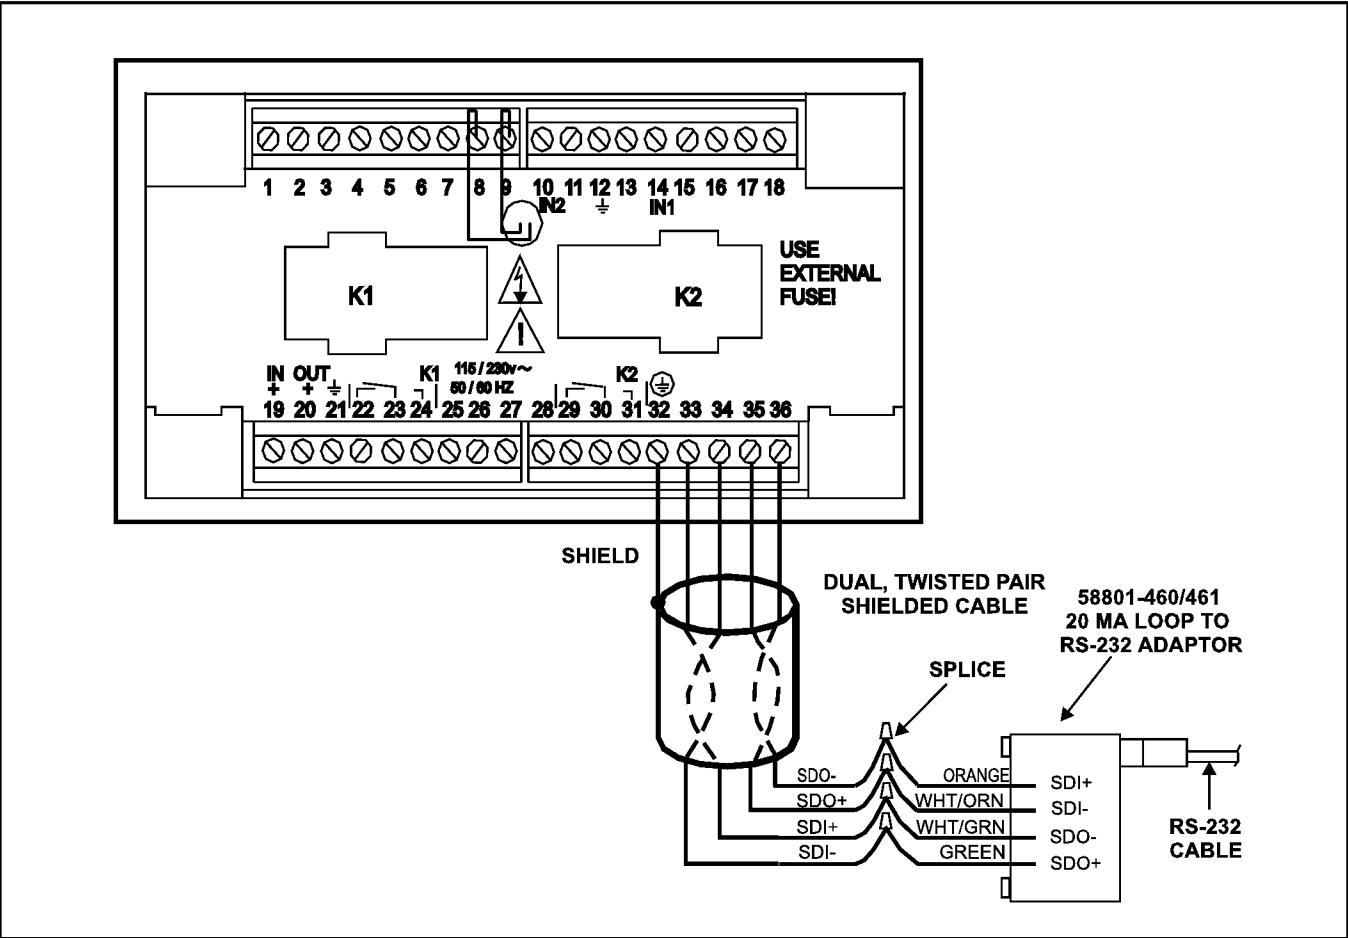 1 2 3 4 5 6 7 8 9 10 11 12 13 14 15 16 17 18
IN2 IN1
USE
EXTERNAL
FUSE!
K1
K2
!
IN OUT K1 115 / 230v~ K2
+ + 50 / 60 HZ
19 20 21 22 23 24 25 26 27 28 29 30 31 32 33 34 35 36
SHIELD
DUAL, TWISTED PAIR
SHIELDED CABLE
58801-460/461
20 MA LOOP TO
RS-232 ADAPTOR
SPLICE
SDO- ORANGE SDI+
SDO+ WHT/ORN SDI-
SDI+ WHT/GRN SDO-
SDI- GREEN SDO+
RS-232
CABLE